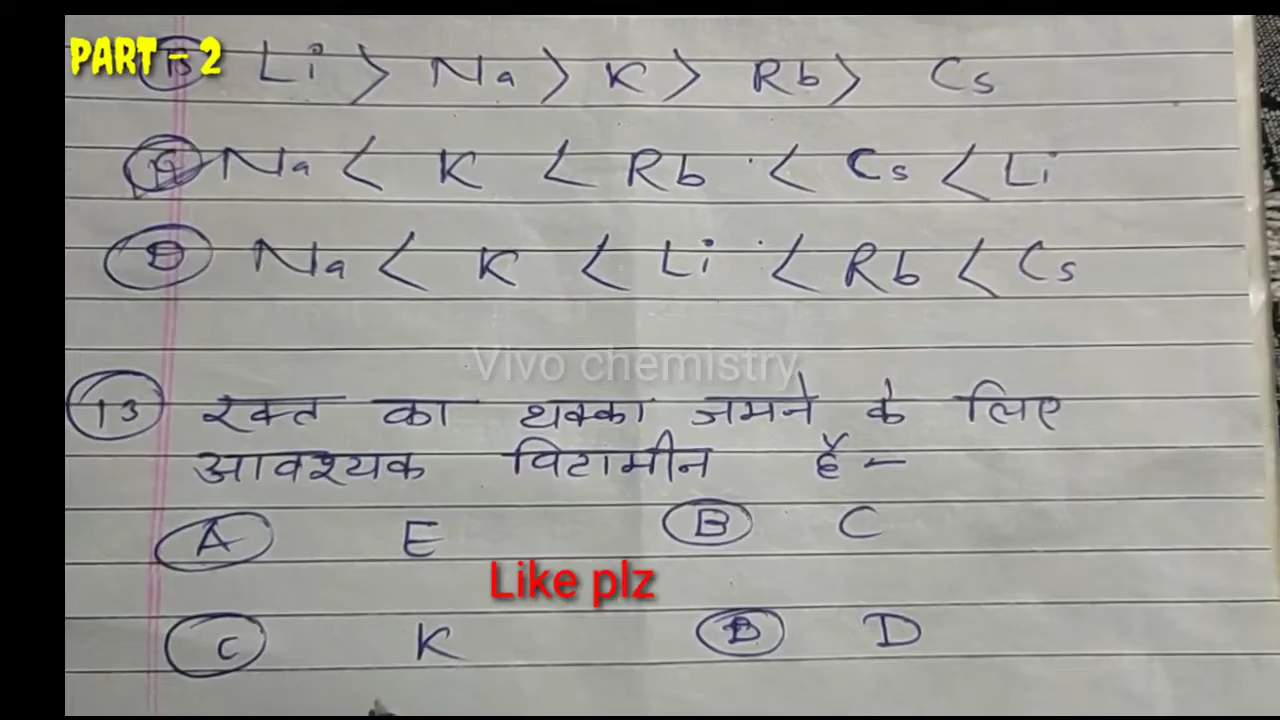 PART - 2
B Li > Na > K > Rb > Cs
C Na < K < Rb < Cs < Li
D Na < K < Li < Rb < Cs
Vivo chemistry
13 रक्त का थक्का जमने के लिए
आवश्यक विटामीन है -
A E B C
Like plz
C K D D